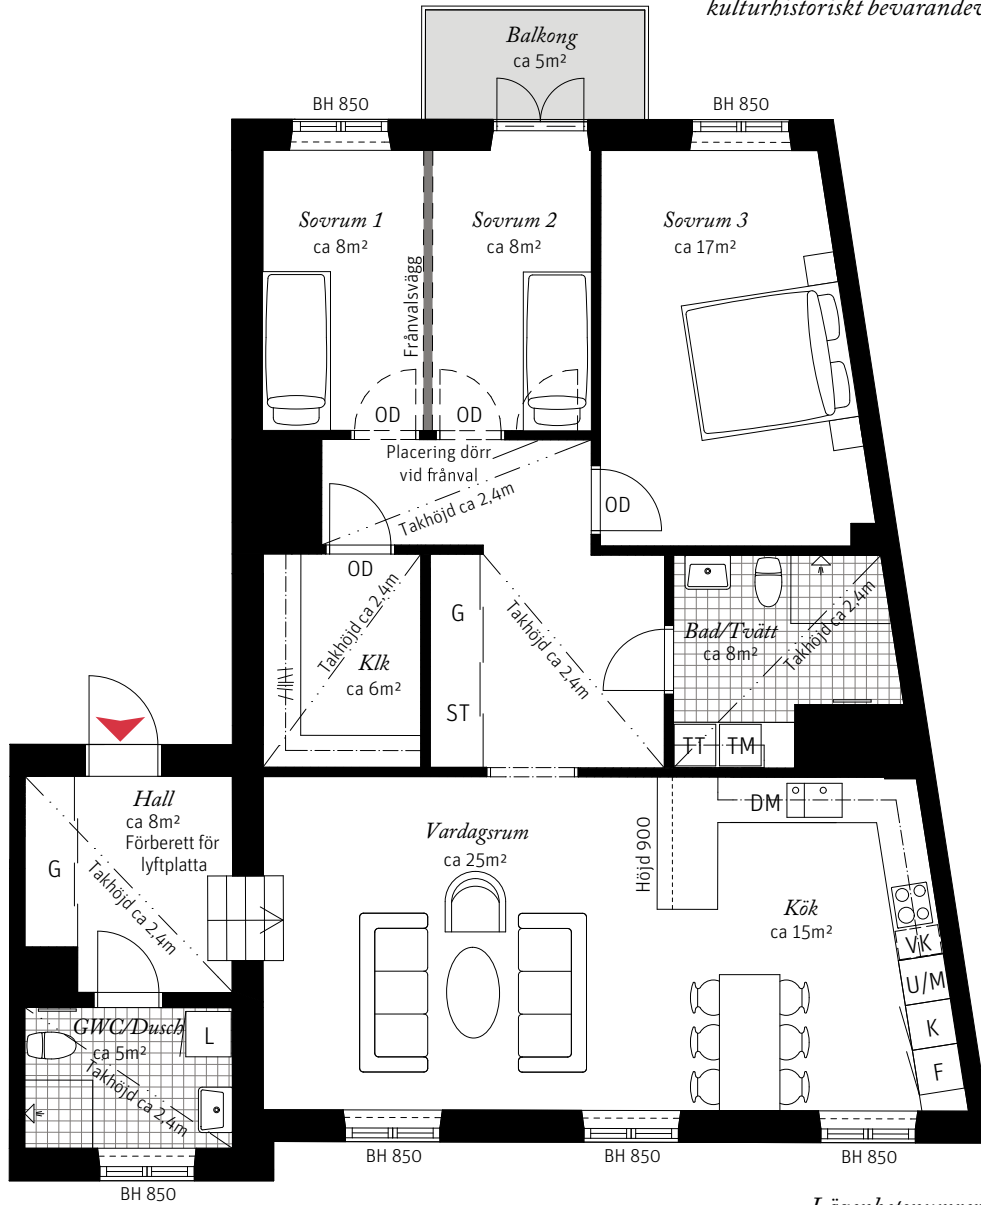 kulturhistoriskt
Balkong
ca 5m²
BH 850
BH 850
Sovrum 1
ca 8m²
Sovrum 2
ca 8m²
Sovrum 3
ca 17m²
Frånvalsvägg
OD
OD
Placering dörr
vid frånval
Takhöjd ca 2,4m
OD
OD
Takhöjd ca 2,4m
Klk
ca 6m²
G
ST
Takhöjd ca 2,4m
Bad/Tvätt
ca 8m²
Takhöjd ca 2,4m
TT
TM
Hall
ca 8m²
Förberett för
lyftplatta
G
Takhöjd ca 2,4m
Vardagsrum
ca 25m²
Höjd 900
DM
Kök
ca 15m²
VK
U/M
K
F
GWC/Dusch
ca 5m²
L
Takhöjd ca 2,4m
BH 850
BH 850
BH 850
BH 850